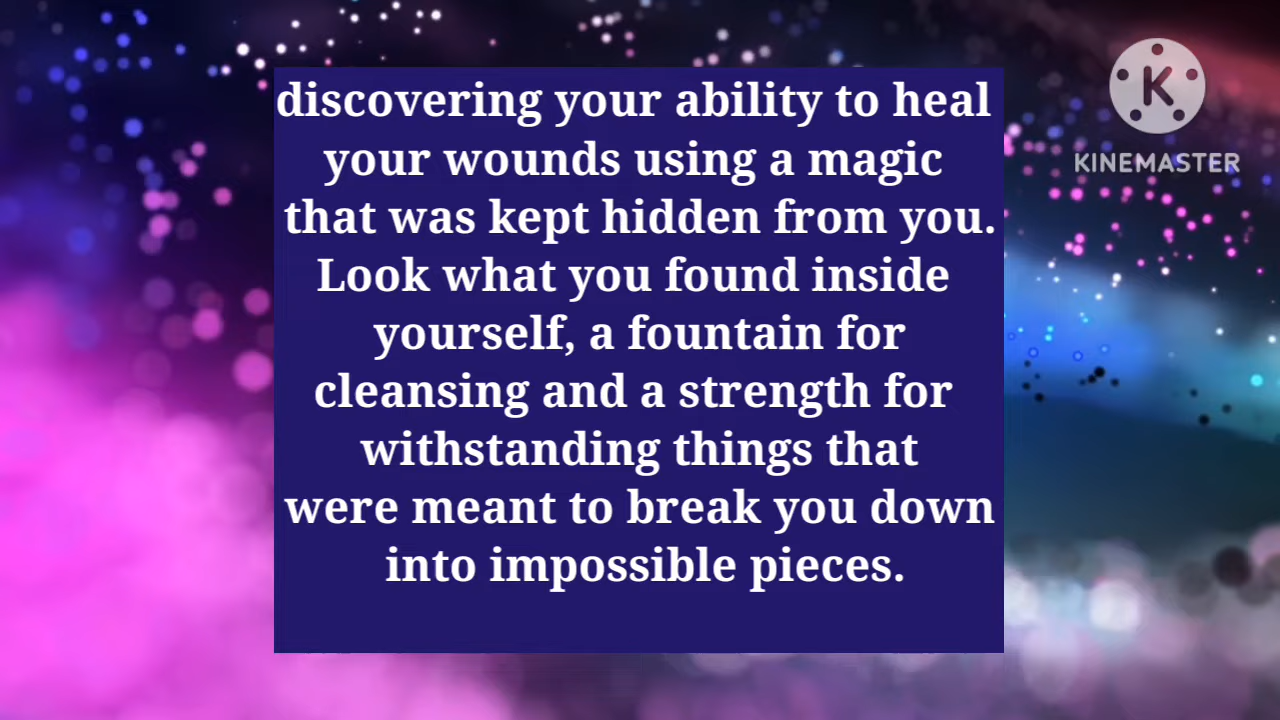 discovering your ability to heal
your wounds using a magic
that was kept hidden from you.
Look what you found inside
yourself, a fountain for
cleansing and a strength for
withstanding things that
were meant to break you down
into impossible pieces.
K
KINEMASTER